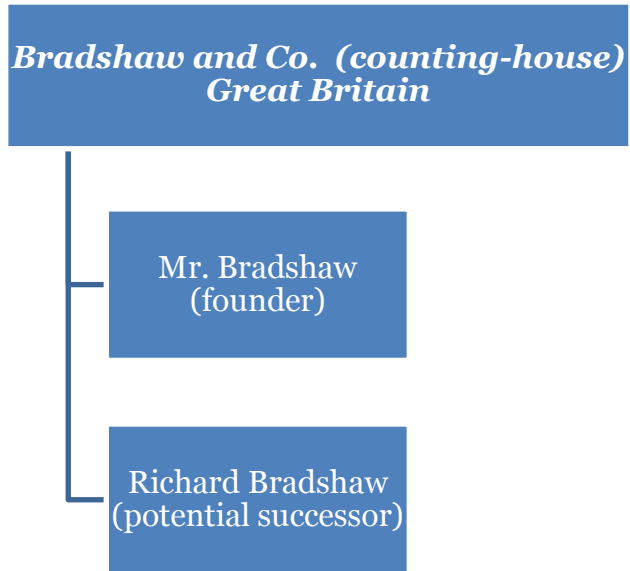 Bradshaw and Co. (counting-house)
Great Britain
Mr. Bradshaw
(founder)
Richard Bradshaw
(potential successor)